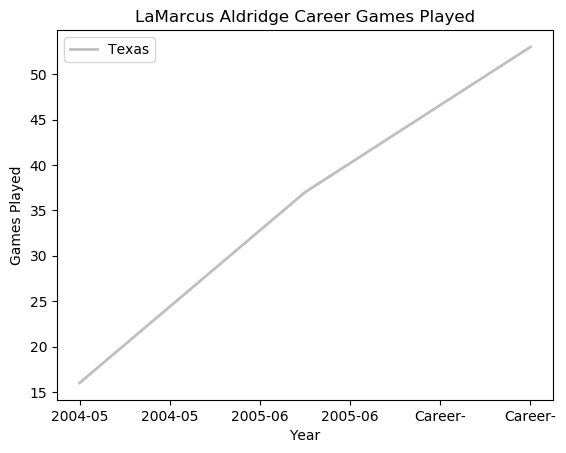 LaMarcus Aldridge Career Games Played
Texas
50
45
40
35
30
25
20
15
Games Played
2004-05 2004-05 2005-06 2005-06 Career- Career-
Year